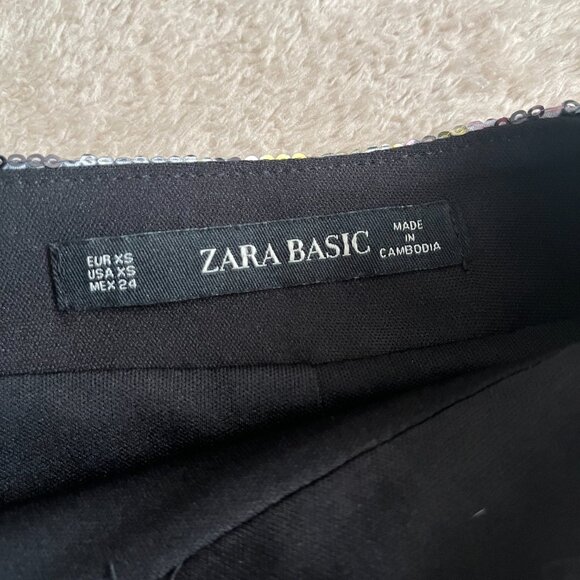 EUR XS
USA XS
MEX 24
ZARA BASIC
MADE
IN
CAMBODIA